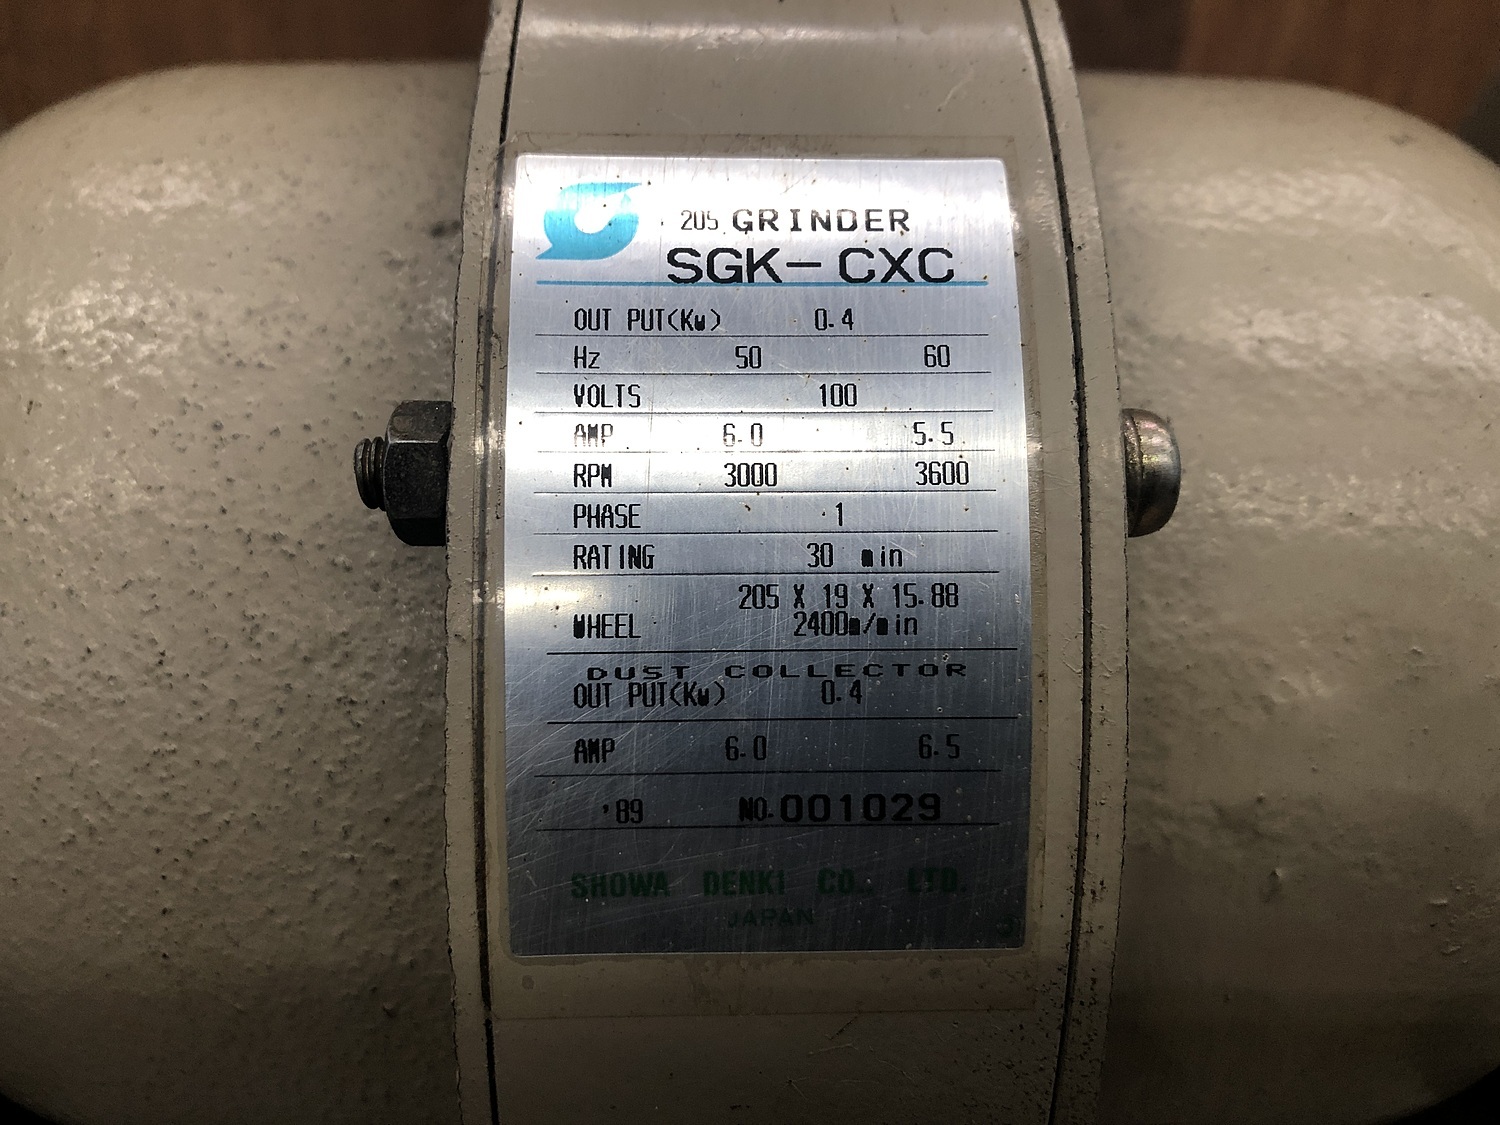 205 GRINDER
SGK-CXC
OUT PUT(Kw) 0.4
Hz 50 60
VOLTS 100
AMP 6.0 5.5
RPM 3000 3600
PHASE 1
RATING 30 min
205 X 19 X 15.88
WHEEL 2400m/min
DUST COLLECTOR
OUT PUT(Kw) 0.4
AMP 6.0 6.5
'89 NO.001029
SHOWA DENKI CO., LTD.
JAPAN